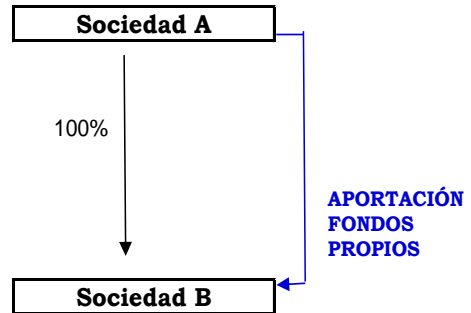 Sociedad A
100%
APORTACIÓN
FONDOS
PROPIOS
Sociedad B